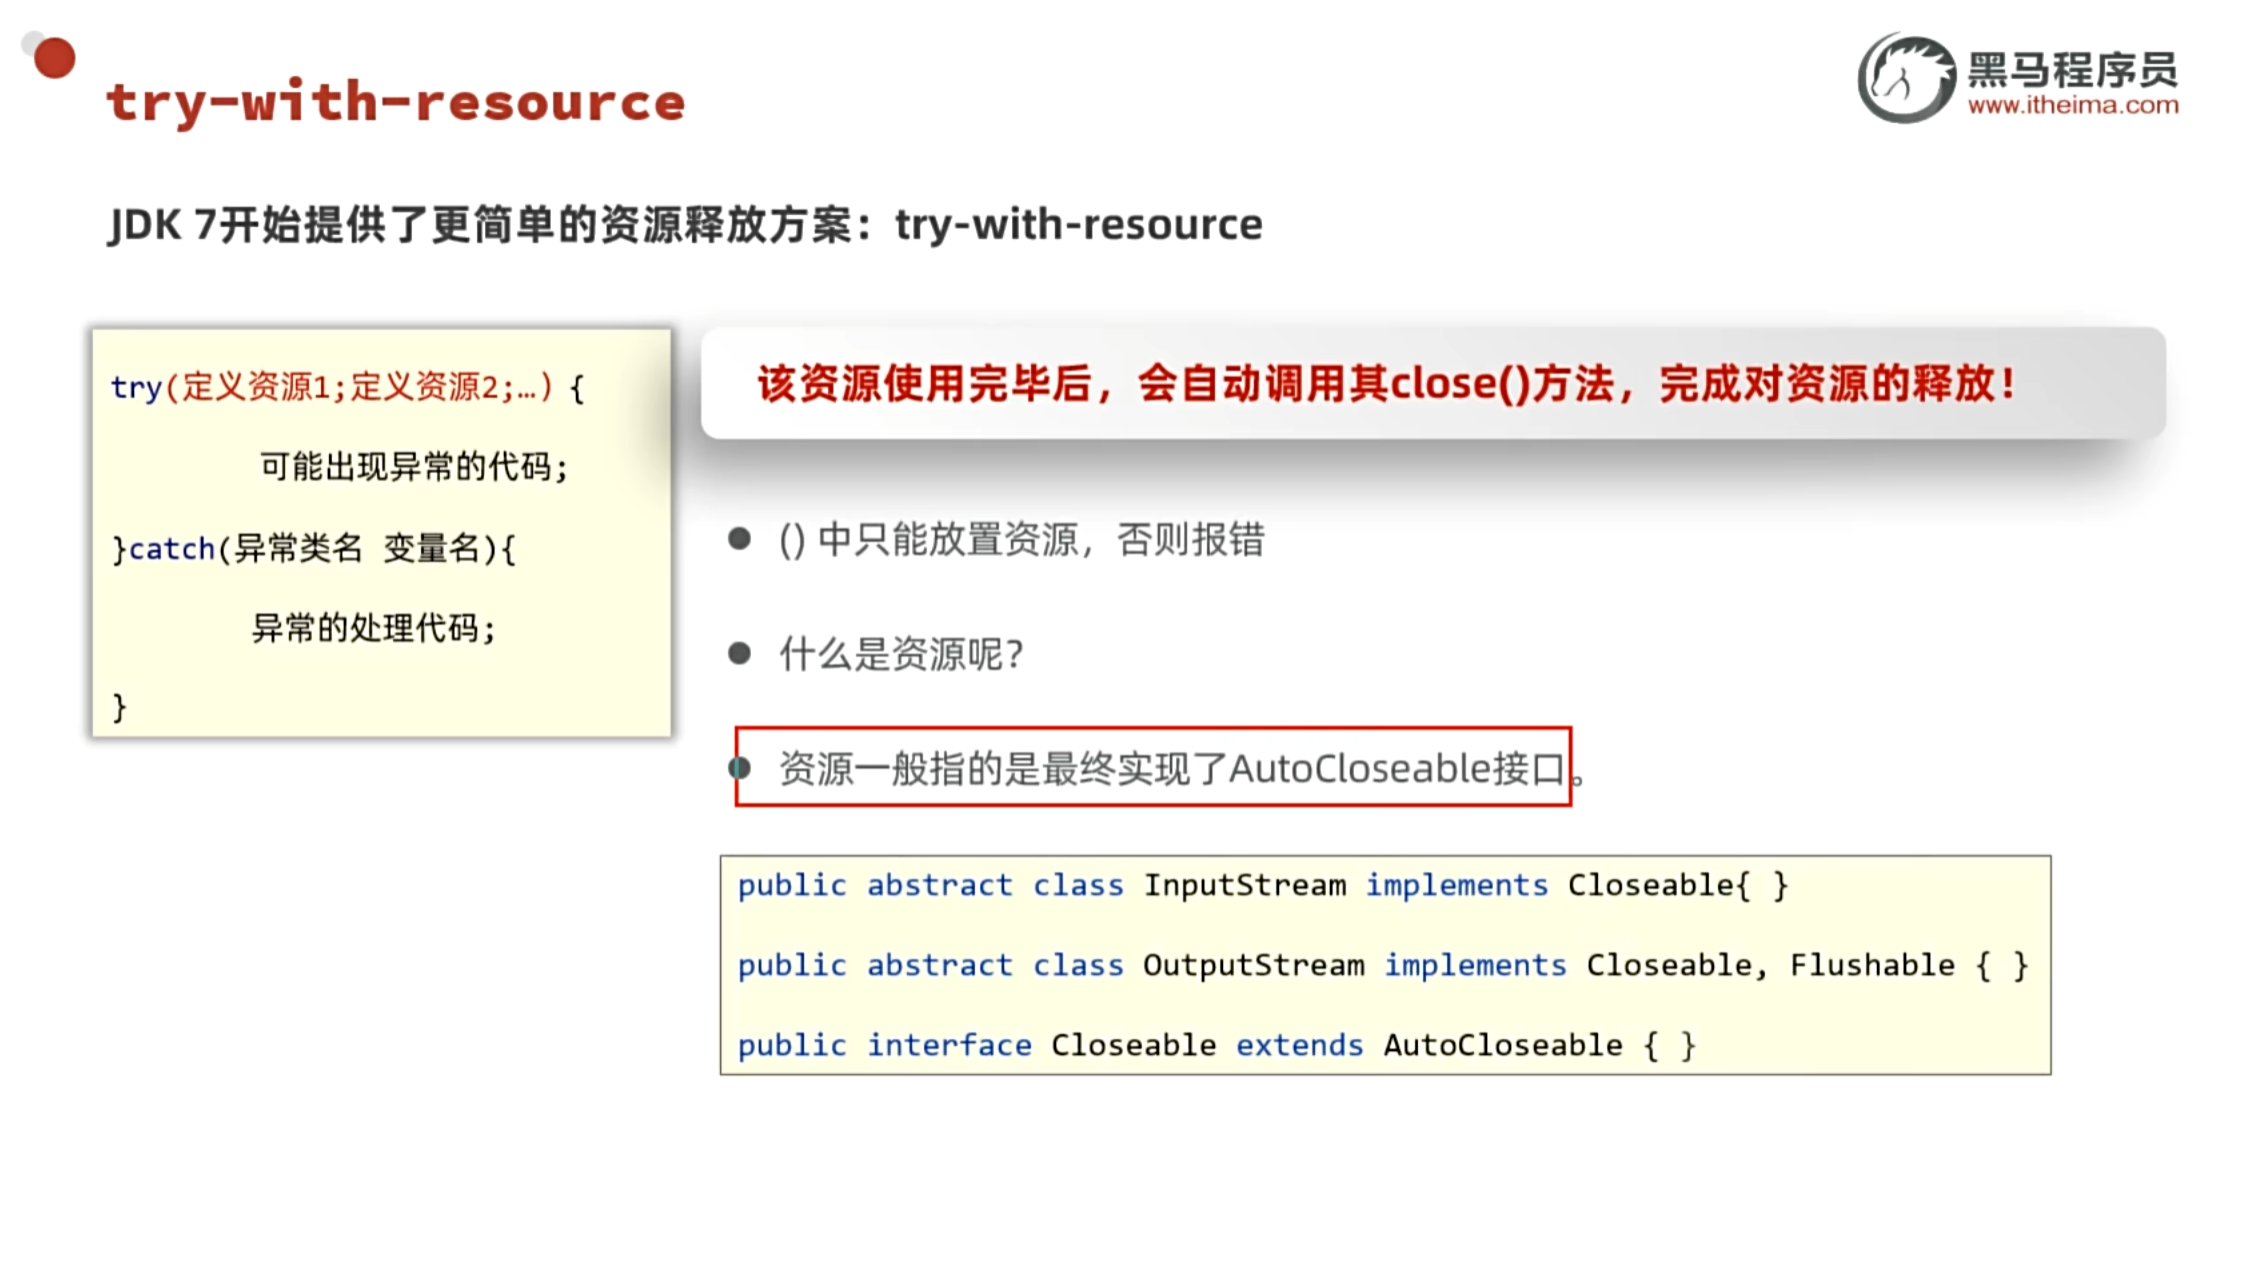 try-with-resource
黑马程序员
www.itheima.com
JDK 7开始提供了更简单的资源释放方案：try-with-resource
try(定义资源1;定义资源2;…) {
可能出现异常的代码;
}catch(异常类名 变量名){
异常的处理代码;
}
该资源使用完毕后，会自动调用其close()方法，完成对资源的释放！
● () 中只能放置资源，否则报错
● 什么是资源呢？
● 资源一般指的是最终实现了AutoCloseable接口。
public abstract class InputStream implements Closeable{ }
public abstract class OutputStream implements Closeable, Flushable { }
public interface Closeable extends AutoCloseable { }